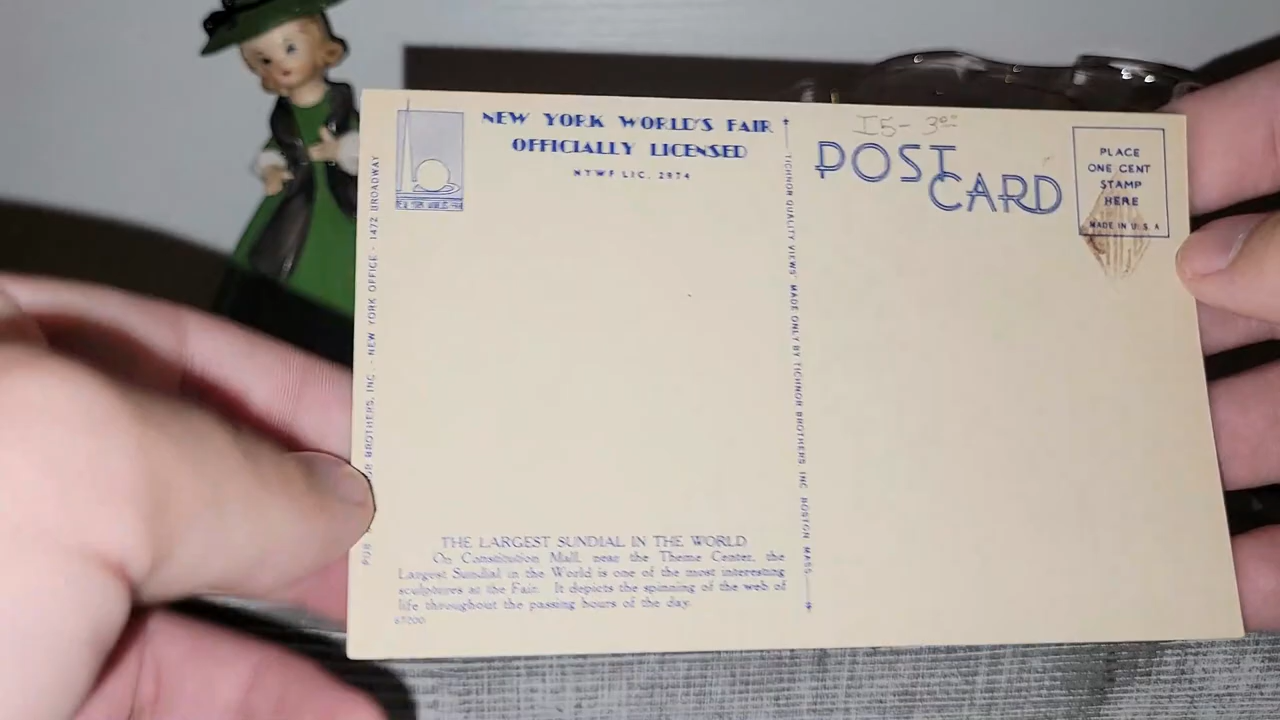 NEW YORK WORLD'S FAIR
OFFICIALLY LICENSED
NYWF LIC. 2974
I5- 3⁰⁰
POST
CARD
PLACE
ONE CENT
STAMP
HERE
MADE IN U.S.A
BROTHERS, INC. - NEW YORK OFFICE - 1472 BROADWAY
"TICHNOR QUALITY VIEWS," MADE ONLY BY TICHNOR BROTHERS, INC. BOSTON, MASS.
THE LARGEST SUNDIAL IN THE WORLD
On Constitution Mall, near the Theme Center, the
Largest Sundial in the World is one of the most interesting
sculptures at the Fair. It depicts the spinning of the web of
life throughout the passing hours of the day.